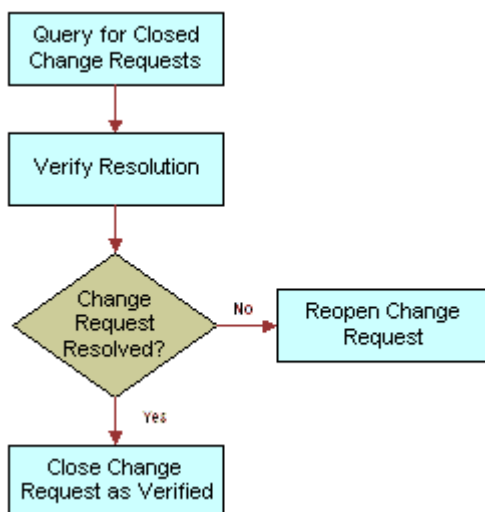 Query for Closed
Change Requests
Verify Resolution
Change
Request
Resolved?
No
Reopen Change
Request
Yes
Close Change
Request as Verified